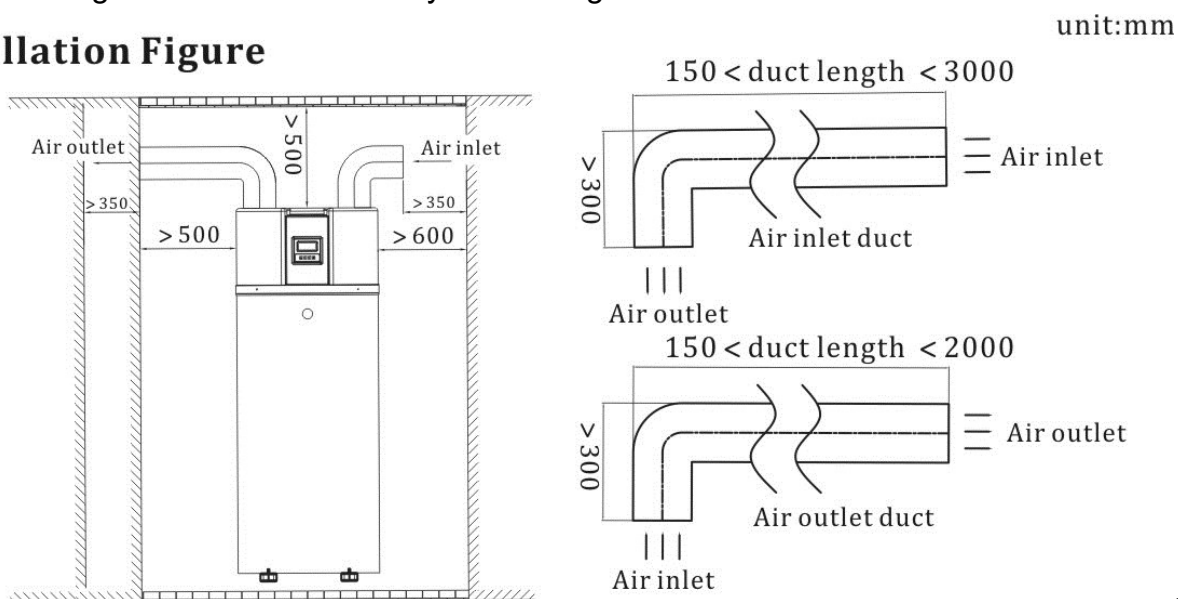 llation Figure
unit:mm
Air outlet
> 500
Air inlet
> 350
> 350
> 500
> 600
150 < duct length < 3000
> 300
Air inlet
Air inlet duct
Air outlet
150 < duct length < 2000
> 300
Air outlet
Air outlet duct
Air inlet